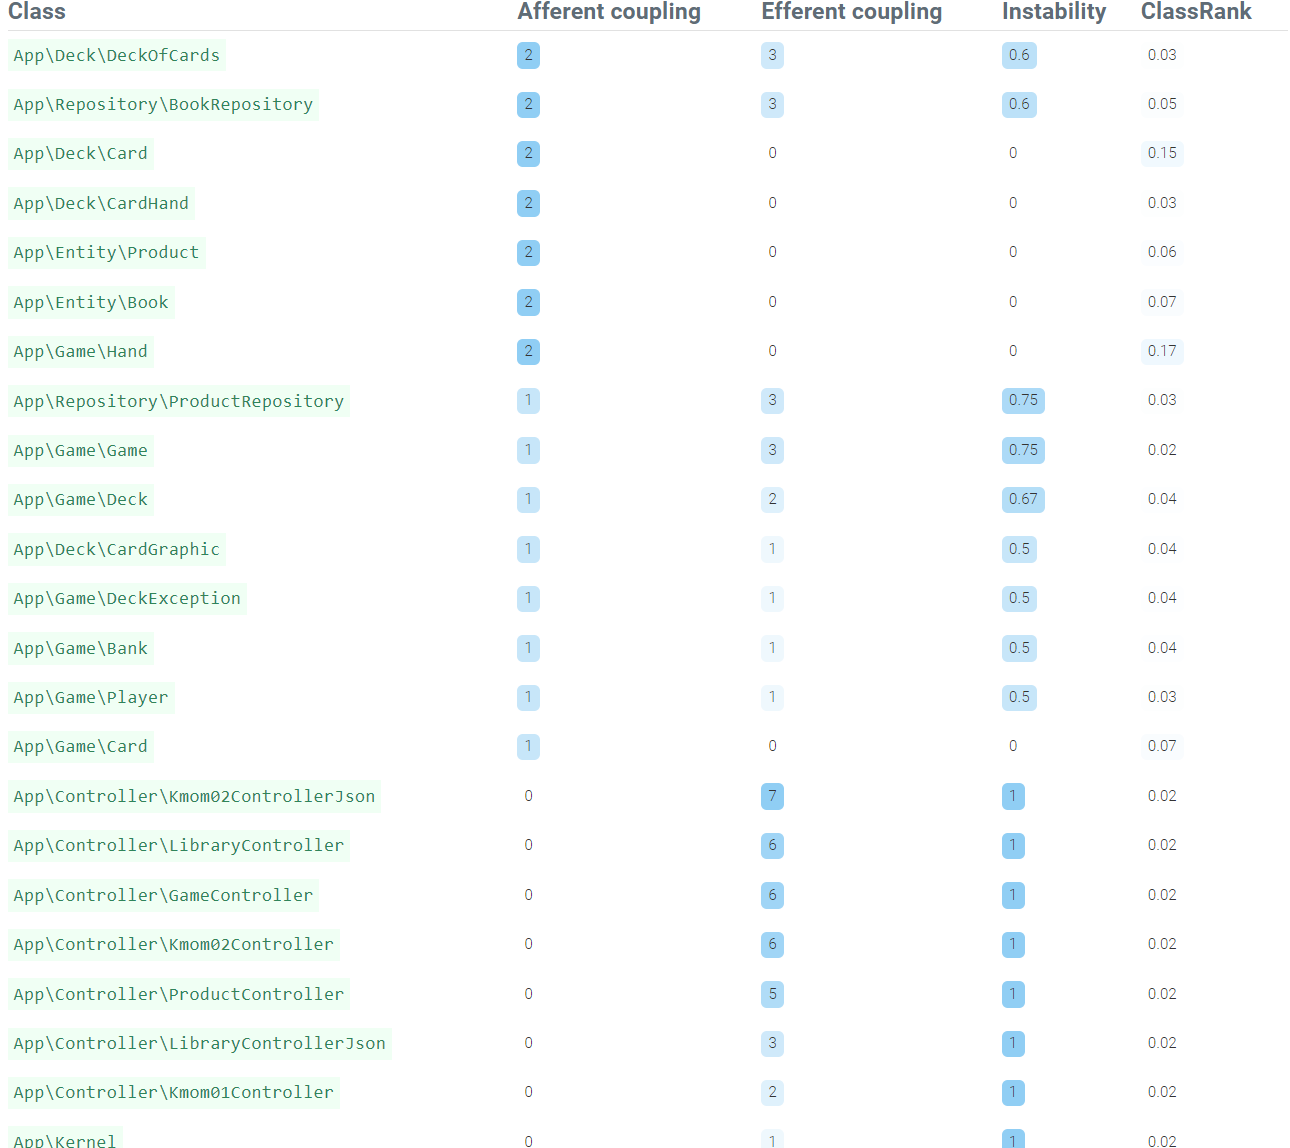 Class Afferent coupling Efferent coupling Instability ClassRank
App\Deck\DeckOfCards 2 3 0.6 0.03
App\Repository\BookRepository 2 3 0.6 0.05
App\Deck\Card 2 0 0 0.15
App\Deck\CardHand 2 0 0 0.03
App\Entity\Product 2 0 0 0.06
App\Entity\Book 2 0 0 0.07
App\Game\Hand 2 0 0 0.17
App\Repository\ProductRepository 1 3 0.75 0.03
App\Game\Game 1 3 0.75 0.02
App\Game\Deck 1 2 0.67 0.04
App\Deck\CardGraphic 1 1 0.5 0.04
App\Game\DeckException 1 1 0.5 0.04
App\Game\Bank 1 1 0.5 0.04
App\Game\Player 1 1 0.5 0.03
App\Game\Card 1 0 0 0.07
App\Controller\Kmom02ControllerJson 0 7 1 0.02
App\Controller\LibraryController 0 6 1 0.02
App\Controller\GameController 0 6 1 0.02
App\Controller\Kmom02Controller 0 6 1 0.02
App\Controller\ProductController 0 5 1 0.02
App\Controller\LibraryControllerJson 0 3 1 0.02
App\Controller\Kmom01Controller 0 2 1 0.02
App\Kernel 0 1 1 0.02